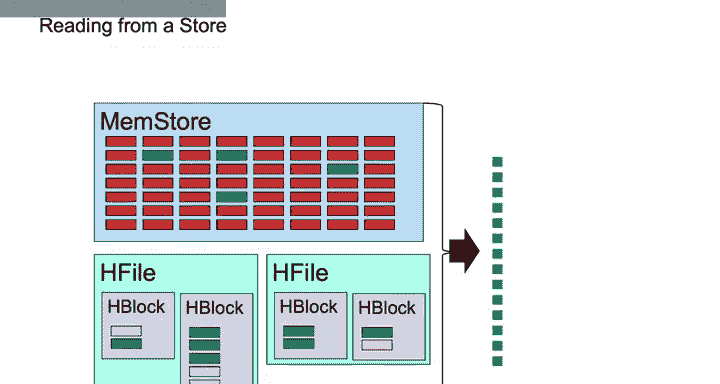 Reading from a Store
MemStore
HFile
HFile
HBlock
HBlock
HBlock
HBlock